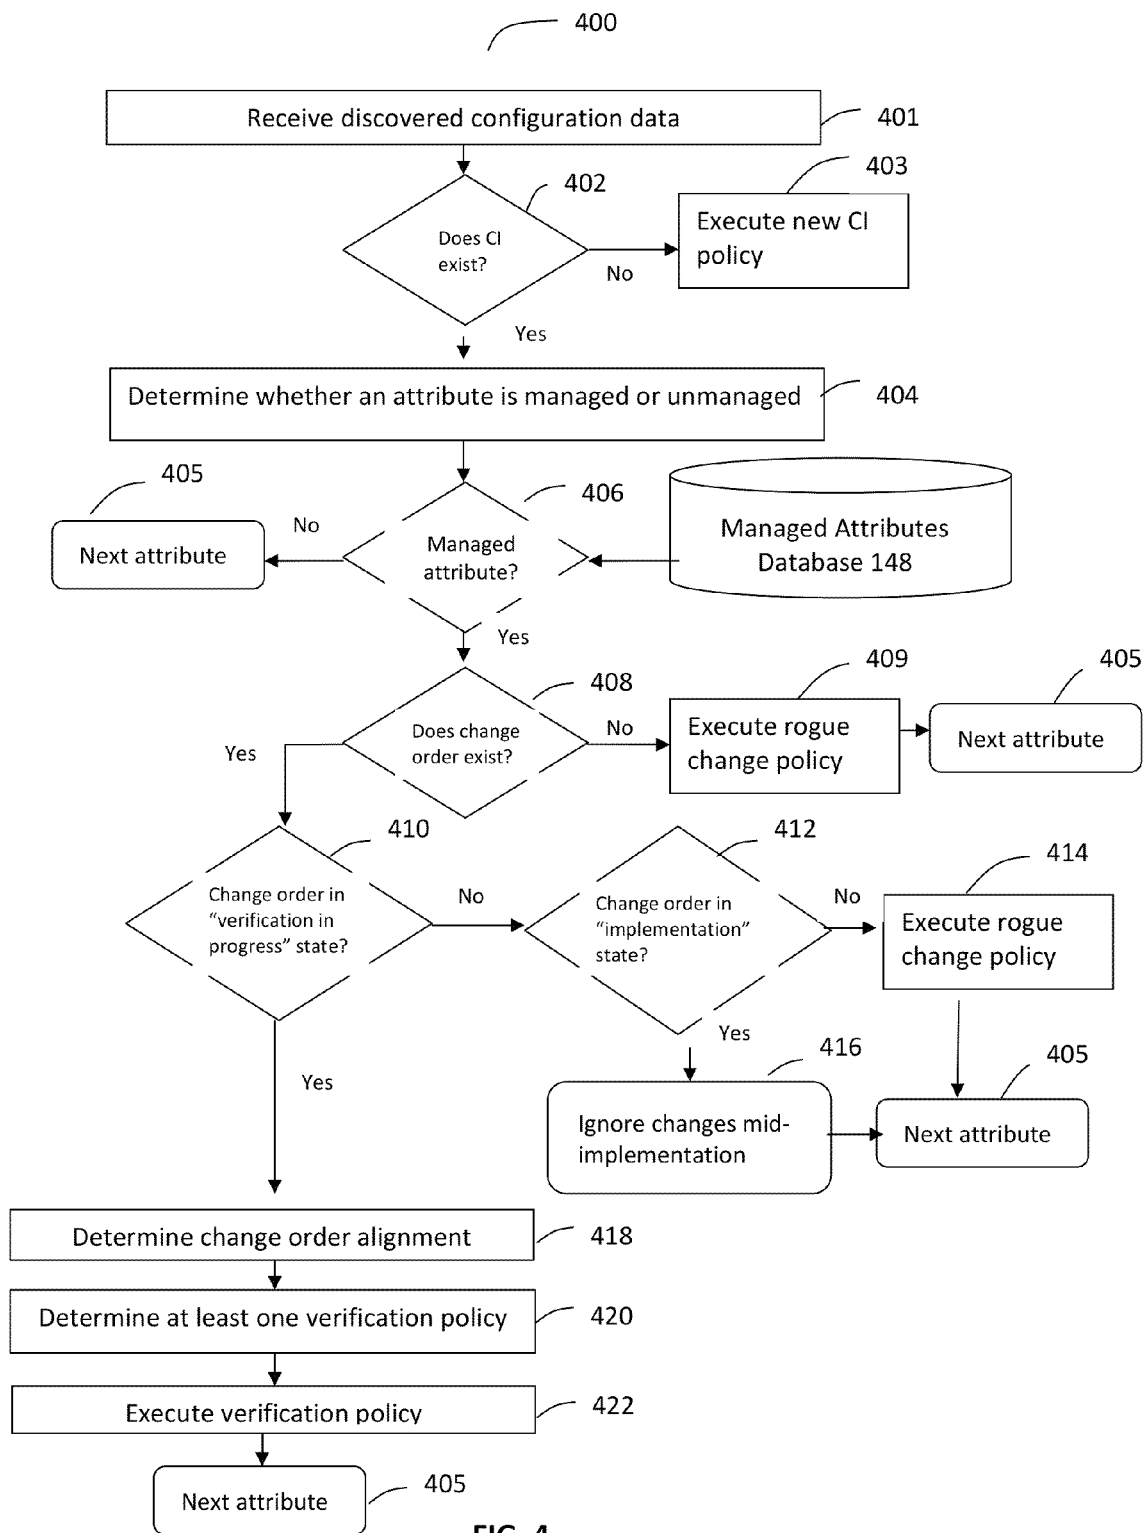 400
Receive discovered configuration data
401
402
403
Does CI
exist?
No
Execute new CI
policy
Yes
Determine whether an attribute is managed or unmanaged
404
405
406
No
Next attribute
Managed
attribute?
Managed Attributes
Database 148
Yes
408
409
405
Does change
order exist?
No
Execute rogue
change policy
Next attribute
Yes
410
412
414
Change order in
“verification in
progress” state?
No
Change order in
“implementation”
state?
No
Execute rogue
change policy
Yes
416
405
Yes
Ignore changes mid-
implementation
Next attribute
Determine change order alignment
418
Determine at least one verification policy
420
Execute verification policy
422
Next attribute
405
FIG. 4